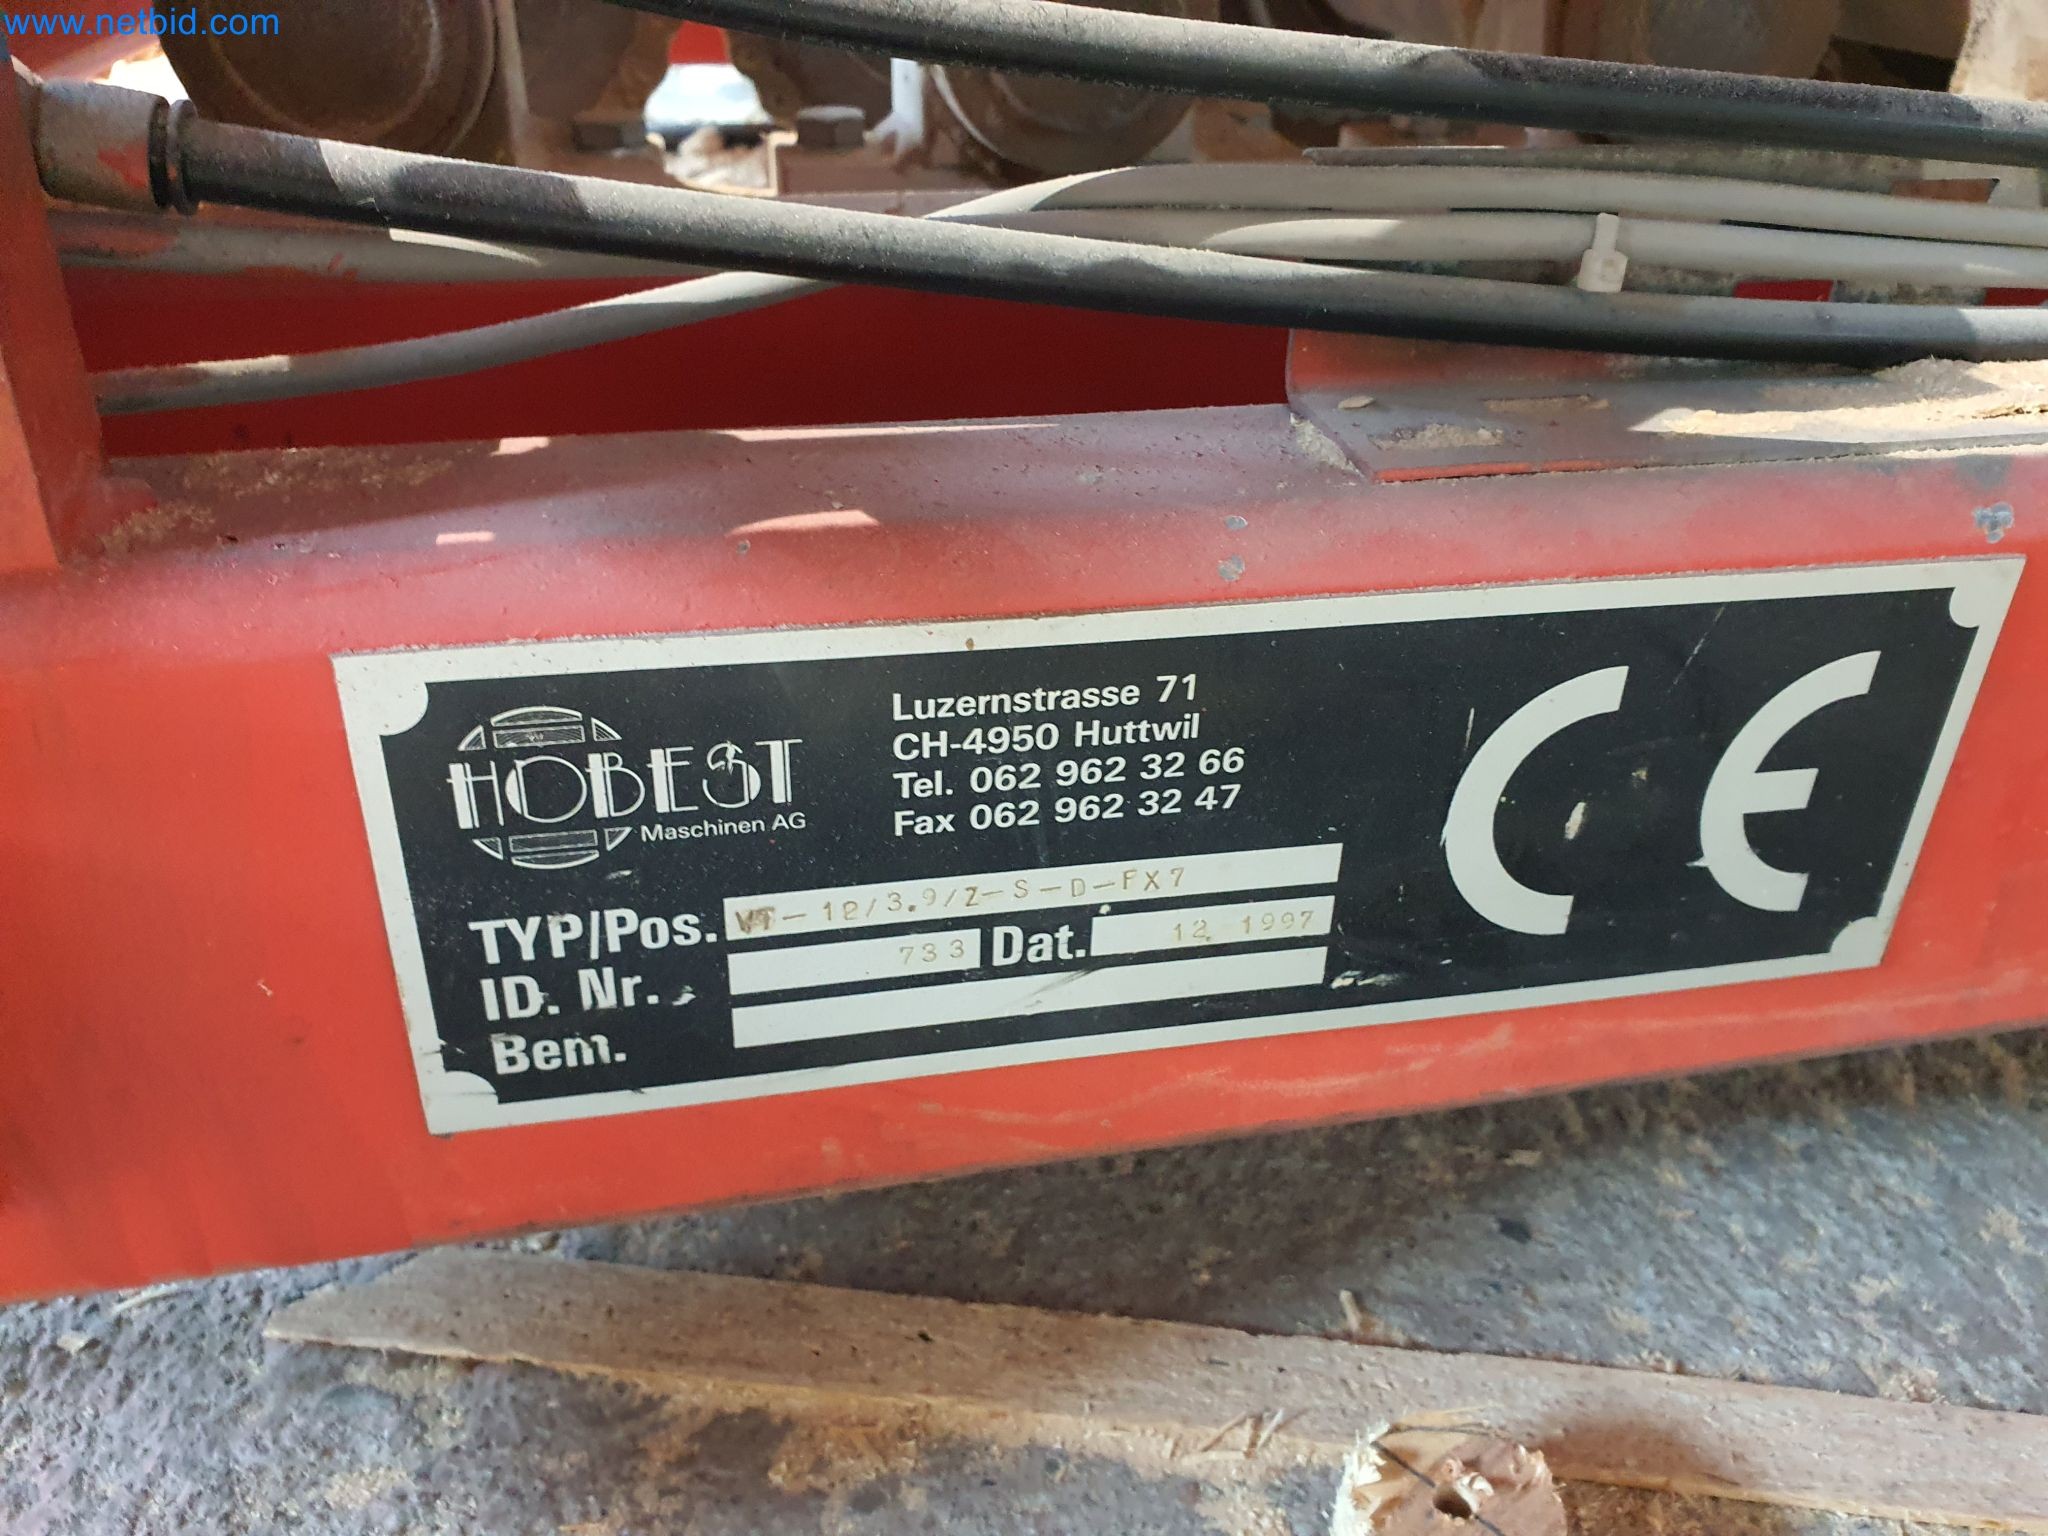 www.netbid.com
HOBEST
Maschinen AG
Luzernstrasse 71
CH-4950 Huttwil
Tel. 062 962 32 66
Fax 062 962 32 47
CE
TYP/Pos. VT-12/3.9/Z-S-D-FX7
ID. Nr. 733 Dat. 12. 1997
Bem.